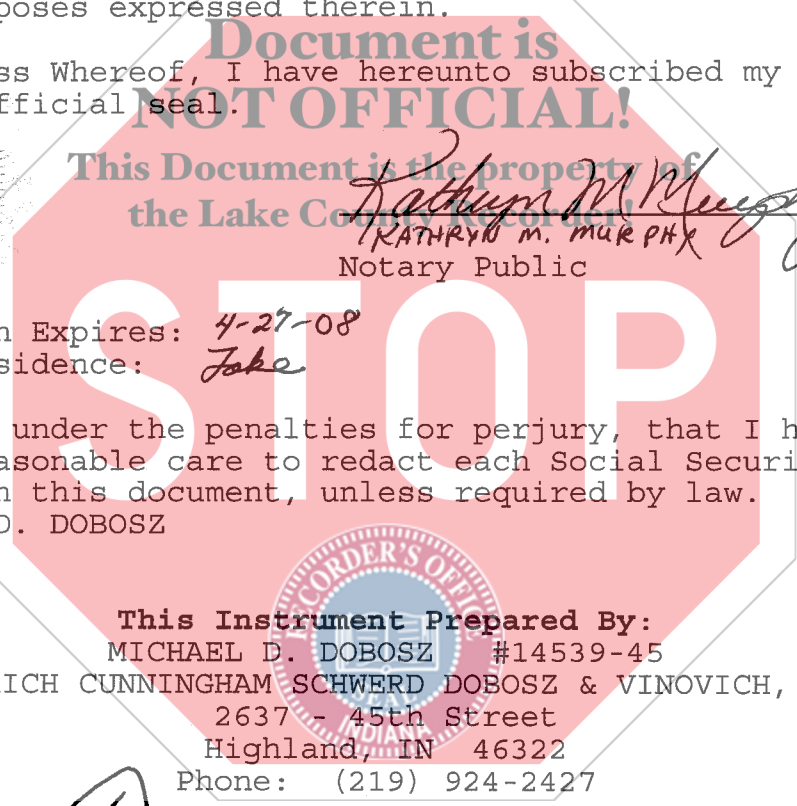 poses expressed therein.
Document is
ss Whereof, I have hereunto subscribed my
fficial seal.
NOT OFFICIAL!
This Document is the property of
the Lake County Recorder!
Kathryn M Murphy
KATHRYN M. MURPHY
Notary Public
n Expires: 4-27-08
sidence: Lake
STOP
under the penalties for perjury, that I h
asonable care to redact each Social Securi
n this document, unless required by law.
D. DOBOSZ
RECORDER'S OFFICE
SEAL
INDIANA
This Instrument Prepared By:
MICHAEL D. DOBOSZ #14539-45
ICH CUNNINGHAM SCHWERD DOBOSZ & VINOVICH,
2637 - 45th Street
Highland, IN 46322
Phone: (219) 924-2427